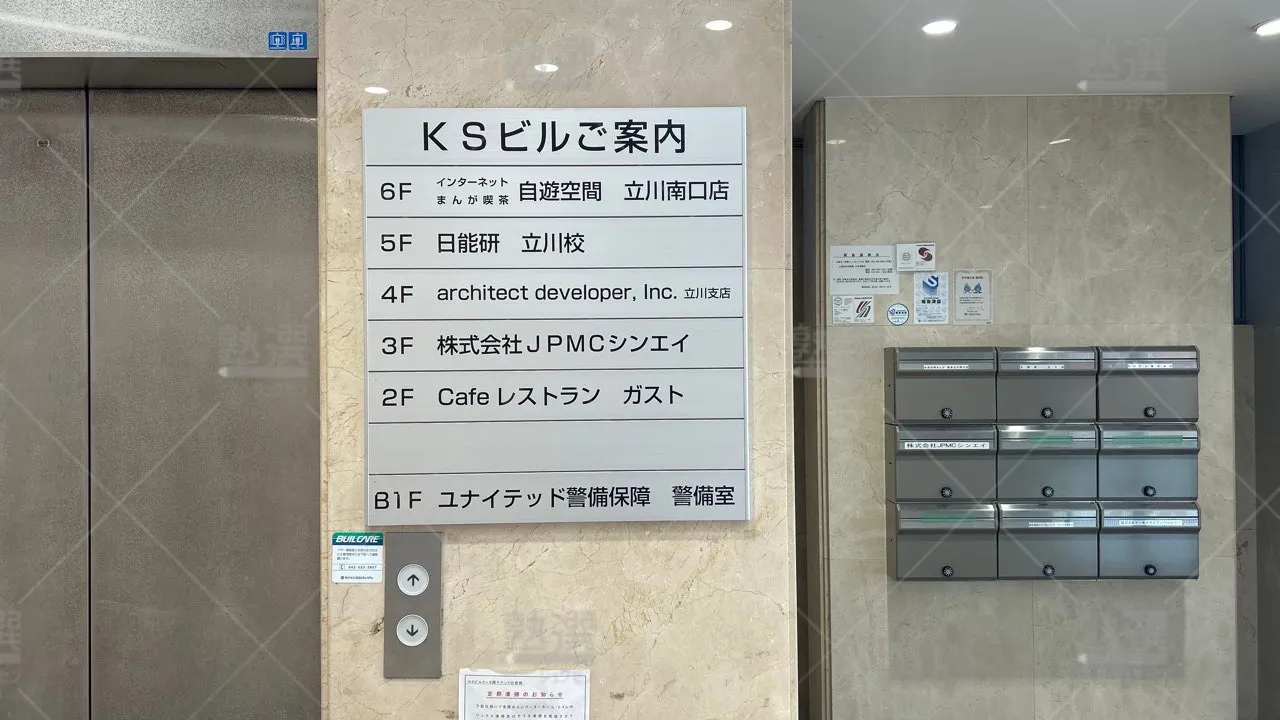 KSビルご案内
6F インターネット まんが喫茶 自遊空間 立川南口店
5F 日能研 立川校
4F architect developer, Inc. 立川支店
3F 株式会社JPMCシンエイ
2F Cafe レストラン ガスト
B1F ユナイテッド警備保障 警備室
BUILCARE
株式会社JPMCシンエイ
定期清掃のお知らせ
塾選